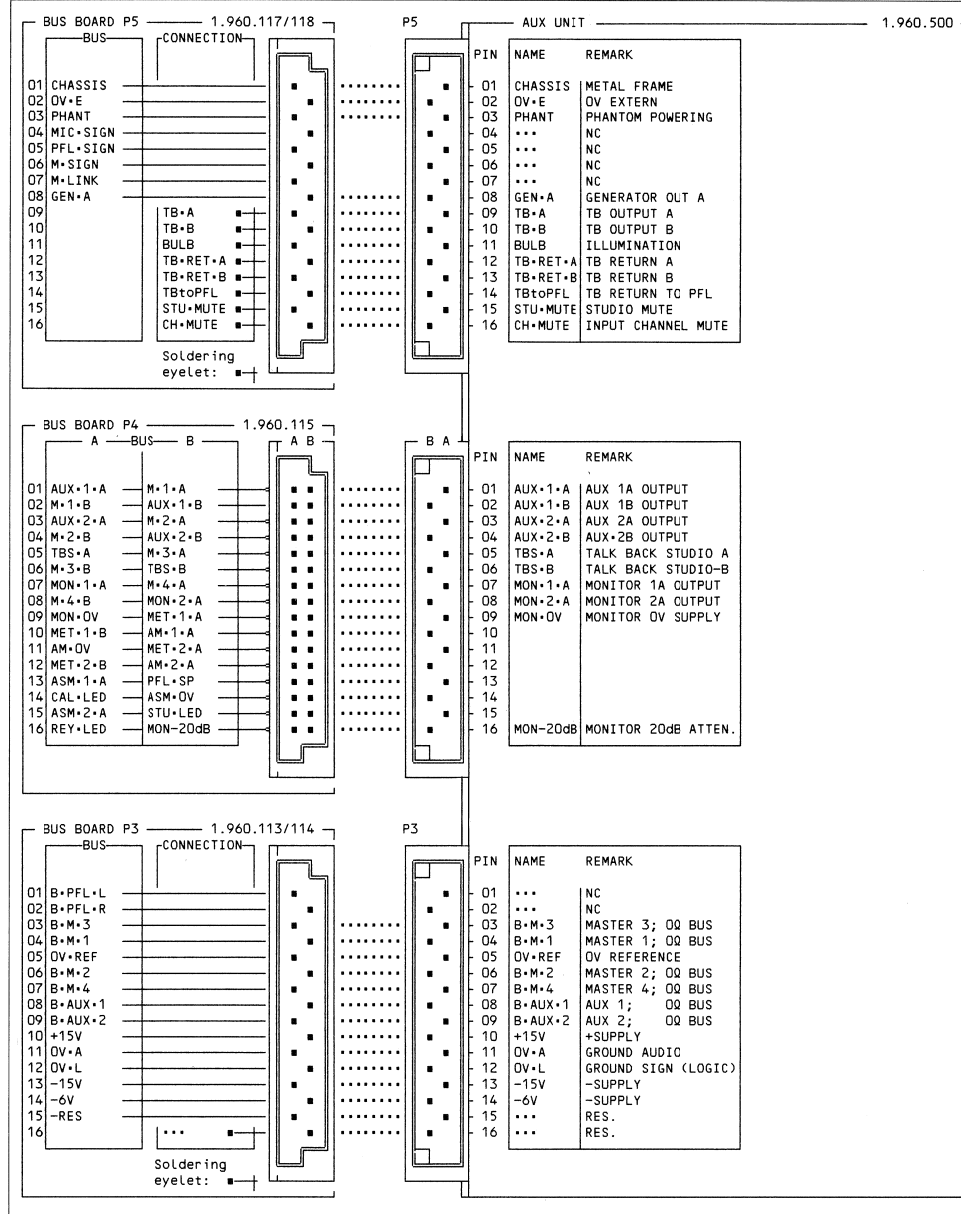 BUS BOARD P5 1.960.117/118 P5 AUX UNIT 1.960.500
BUS CONNECTION
PIN NAME REMARK
01 CHASSIS 01 CHASSIS METAL FRAME
02 0V▪E 02 0V▪E 0V EXTERN
03 PHANT 03 PHANT PHANTOM POWERING
04 MIC▪SIGN 04 ▪▪▪ NC
05 PFL▪SIGN 05 ▪▪▪ NC
06 M▪SIGN 06 ▪▪▪ NC
07 M▪LINK 07 ▪▪▪ NC
08 GEN▪A 08 GEN▪A GENERATOR OUT A
09 TB▪A 09 TB▪A TB OUTPUT A
10 TB▪B 10 TB▪B TB OUTPUT B
11 BULB 11 BULB ILLUMINATION
12 TB▪RET▪A 12 TB▪RET▪A TB RETURN A
13 TB▪RET▪B 13 TB▪RET▪B TB RETURN B
14 TBtoPFL 14 TBtoPFL TB RETURN TO PFL
15 STU▪MUTE 15 STU▪MUTE STUDIO MUTE
16 CH▪MUTE 16 CH▪MUTE INPUT CHANNEL MUTE
Soldering
eyelet:
BUS BOARD P4 1.960.115
A BUS B A B B A
PIN NAME REMARK
01 AUX▪1▪A M▪1▪A 01 AUX▪1▪A AUX 1A OUTPUT
02 M▪1▪B AUX▪1▪B 02 AUX▪1▪B AUX 1B OUTPUT
03 AUX▪2▪A M▪2▪A 03 AUX▪2▪A AUX 2A OUTPUT
04 M▪2▪B AUX▪2▪B 04 AUX▪2▪B AUX▪2B OUTPUT
05 TBS▪A M▪3▪A 05 TBS▪A TALK BACK STUDIO A
06 M▪3▪B TBS▪B 06 TBS▪B TALK BACK STUDIO-B
07 MON▪1▪A M▪4▪A 07 MON▪1▪A MONITOR 1A OUTPUT
08 M▪4▪B MON▪2▪A 08 MON▪2▪A MONITOR 2A OUTPUT
09 MON▪0V MET▪1▪A 09 MON▪0V MONITOR 0V SUPPLY
10 MET▪1▪B AM▪1▪A 10
11 AM▪0V MET▪2▪A 11
12 MET▪2▪B AM▪2▪A 12
13 ASM▪1▪A PFL▪SP 13
14 CAL▪LED ASM▪0V 14
15 ASM▪2▪A STU▪LED 15
16 REY▪LED MON-20dB 16 MON-20dB MONITOR 20dB ATTEN.
BUS BOARD P3 1.960.113/114 P3
BUS CONNECTION
PIN NAME REMARK
01 B▪PFL▪L 01 ▪▪▪ NC
02 B▪PFL▪R 02 ▪▪▪ NC
03 B▪M▪3 03 B▪M▪3 MASTER 3; 0Ω BUS
04 B▪M▪1 04 B▪M▪1 MASTER 1; 0Ω BUS
05 0V▪REF 05 0V▪REF 0V REFERENCE
06 B▪M▪2 06 B▪M▪2 MASTER 2; 0Ω BUS
07 B▪M▪4 07 B▪M▪4 MASTER 4; 0Ω BUS
08 B▪AUX▪1 08 B▪AUX▪1 AUX 1; 0Ω BUS
09 B▪AUX▪2 09 B▪AUX▪2 AUX 2; 0Ω BUS
10 +15V 10 +15V +SUPPLY
11 0V▪A 11 0V▪A GROUND AUDIO
12 0V▪L 12 0V▪L GROUND SIGN (LOGIC)
13 -15V 13 -15V -SUPPLY
14 -6V 14 -6V -SUPPLY
15 -RES 15 ▪▪▪ RES.
16 ▪▪▪ 16 ▪▪▪ RES.
Soldering
eyelet: